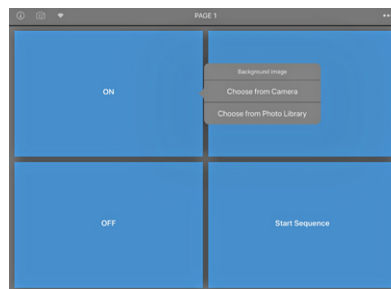 PAGE 1
Background image
ON
Choose from Camera
Choose from Photo Library
OFF
Start Sequence